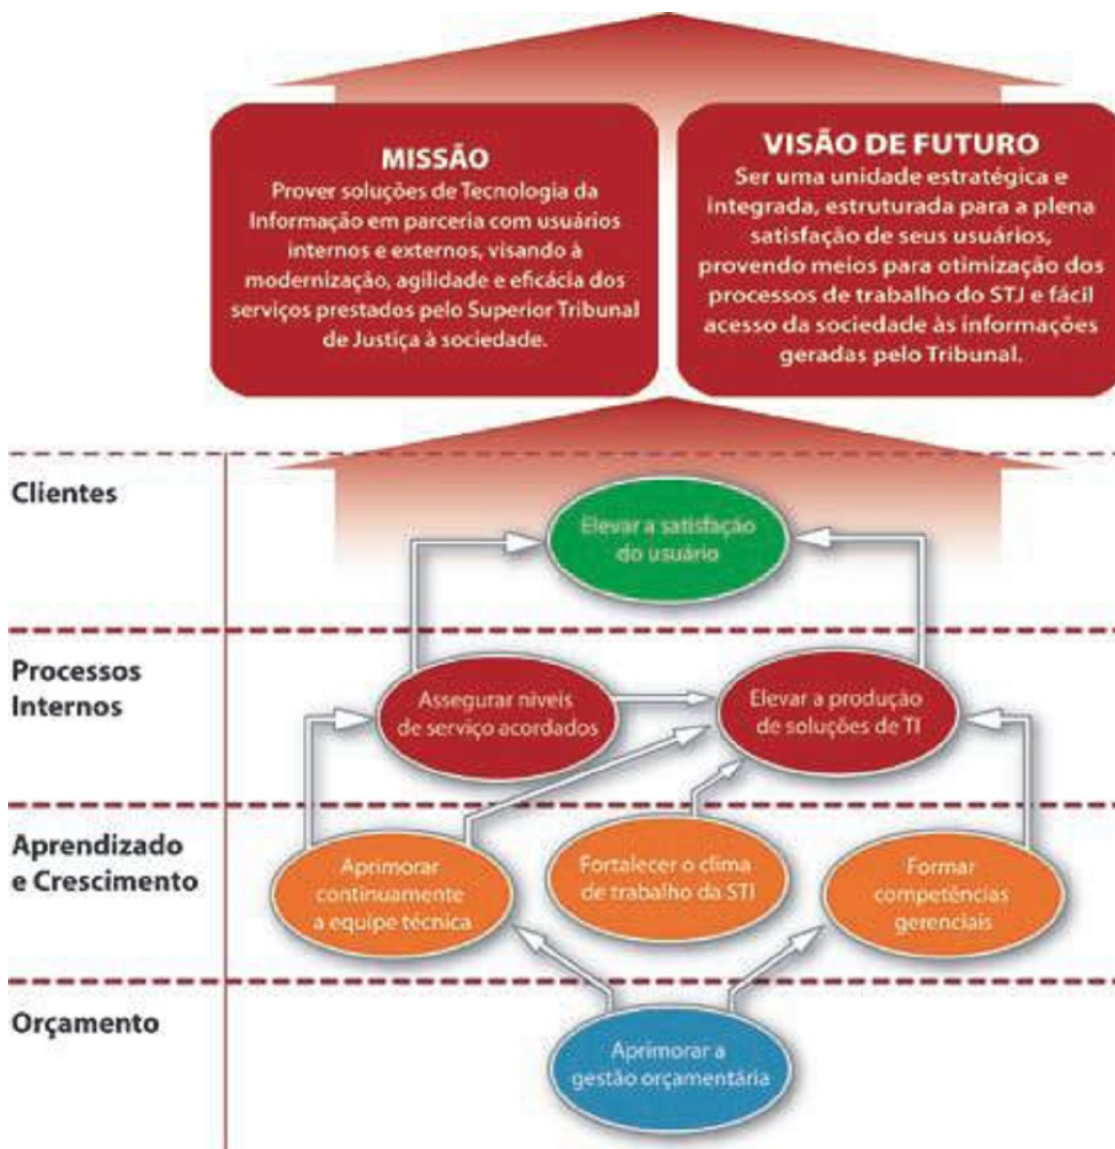 MISSÃO
Prover soluções de Tecnologia da
Informação em parceria com usuários
internos e externos, visando à
modernização, agilidade e eficácia dos
serviços prestados pelo Superior Tribunal
de Justiça à sociedade.
VISÃO DE FUTURO
Ser uma unidade estratégica e
integrada, estruturada para a plena
satisfação de seus usuários,
provendo meios para otimização dos
processos de trabalho do STJ e fácil
acesso da sociedade às informações
geradas pelo Tribunal.
Clientes
Elevar a satisfação
do usuário
Processos
Internos
Assegurar níveis
de serviço acordados
Elevar a produção
de soluções de TI
Aprendizado
e Crescimento
Aprimorar
continuamente
a equipe técnica
Fortalecer o clima
de trabalho da STI
Formar
competências
gerenciais
Orçamento
Aprimorar a
gestão orçamentária